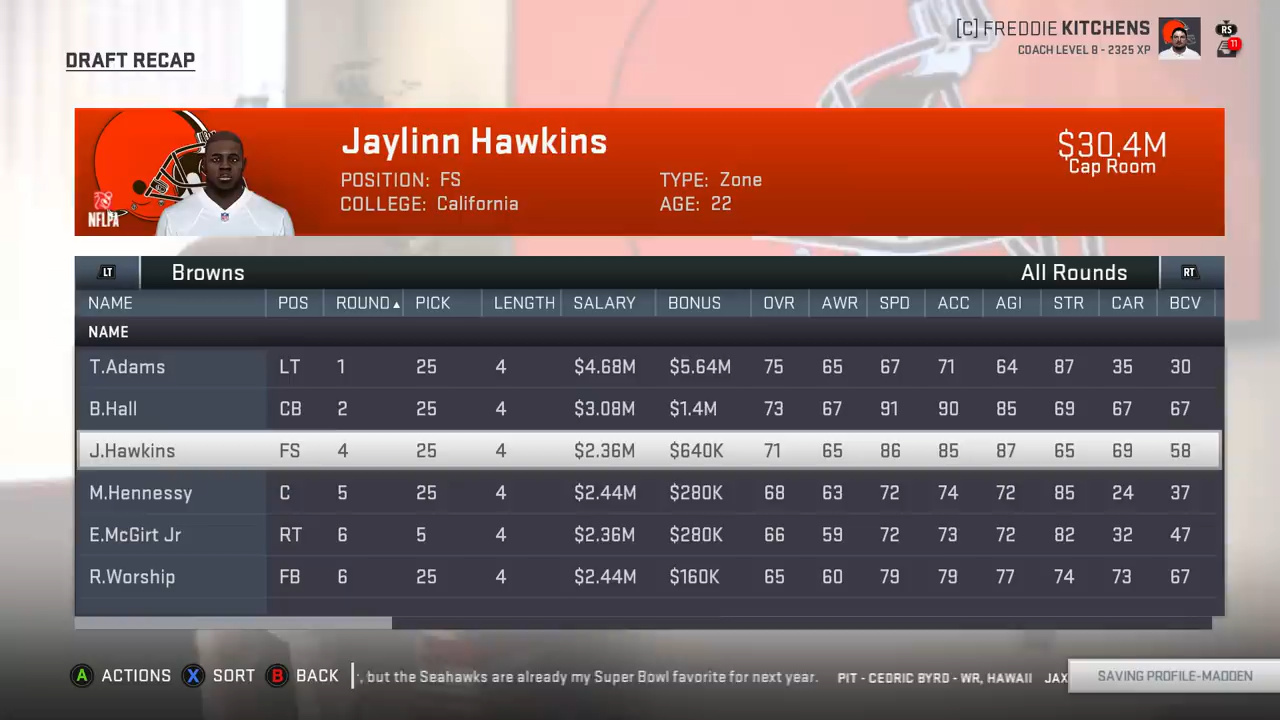 [C] FREDDIE KITCHENS
COACH LEVEL 8 - 2325 XP
RS
11
DRAFT RECAP
Jaylinn Hawkins
POSITION: FS
TYPE: Zone
COLLEGE: California
AGE: 22
$30.4M
Cap Room
NFLPA
LT Browns All Rounds RT
NAME POS ROUND PICK LENGTH SALARY BONUS OVR AWR SPD ACC AGI STR CAR BCV
NAME
T.Adams LT 1 25 4 $4.68M $5.64M 75 65 67 71 64 87 35 30
B.Hall CB 2 25 4 $3.08M $1.4M 73 67 91 90 85 69 67 67
J.Hawkins FS 4 25 4 $2.36M $640K 71 65 86 85 87 65 69 58
M.Hennessy C 5 25 4 $2.44M $280K 68 63 72 74 72 85 24 37
E.McGirt Jr RT 6 5 4 $2.36M $280K 66 59 72 73 72 82 32 47
R.Worship FB 6 25 4 $2.44M $160K 65 60 79 79 77 74 73 67
A ACTIONS X SORT B BACK , but the Seahawks are already my Super Bowl favorite for next year. PIT - CEDRIC BYRD - WR, HAWAII JAX
SAVING PROFILE-MADDEN